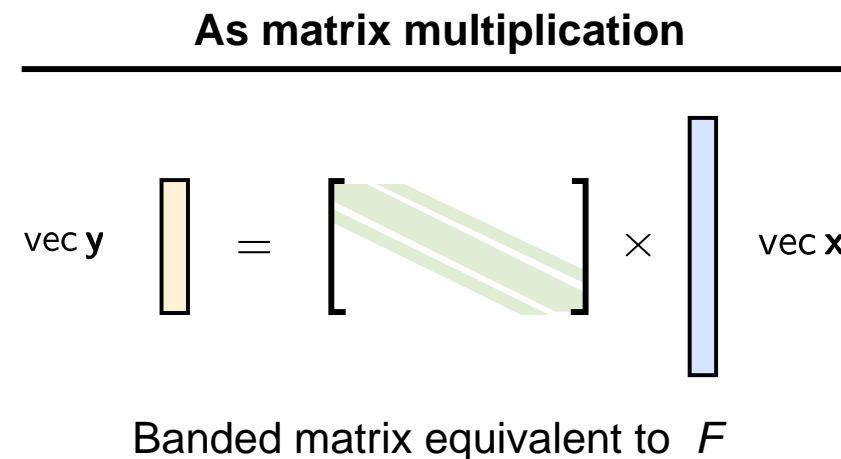 As matrix multiplication
vec y = [ ] × vec x
Banded matrix equivalent to F